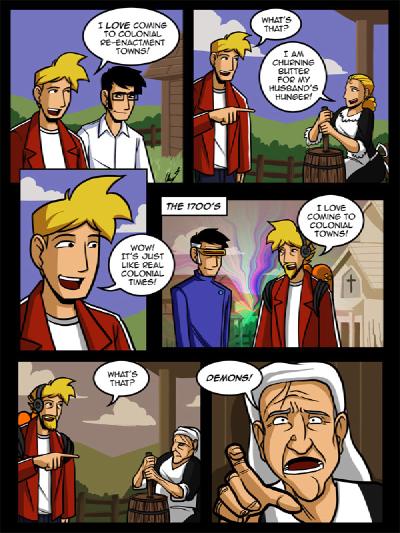 I LOVE COMING
TO COLONIAL
RE-ENACTMENT
TOWNS!
WHAT'S
THAT?
I AM
CHURNING
BUTTER
FOR MY
HUSBAND'S
HUNGER!
WOW!
IT'S JUST
LIKE REAL
COLONIAL
TIMES!
THE 1700'S
I LOVE
COMING TO
COLONIAL
TOWNS!
WHAT'S
THAT?
DEMONS!